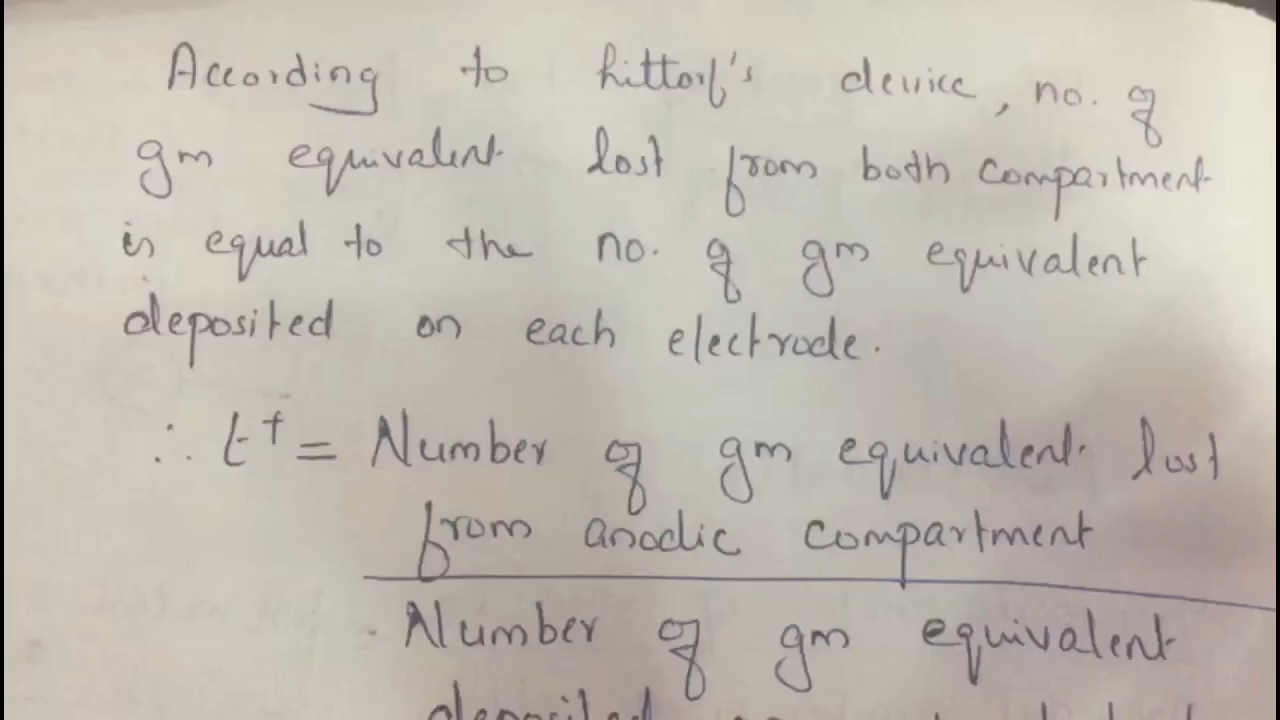 According to hittorf's device, no. of
gm equivalent lost from both compartment
is equal to the no. of gm equivalent
deposited on each electrode.
∴ t+ = Number of gm equivalent lost
from anodic compartment
Number of gm equivalent
deposited